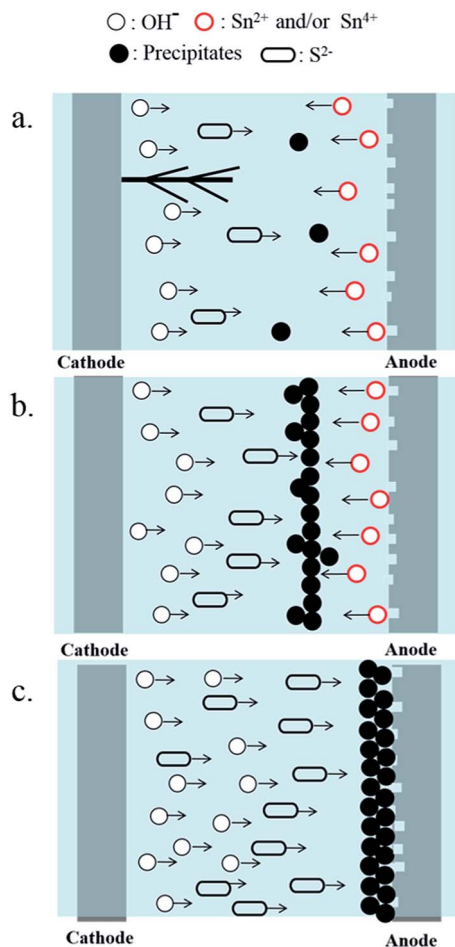 : OH⁻ : Sn²⁺ and/or Sn⁴⁺
: Precipitates : S²⁻
a.
Cathode Anode
b.
Cathode Anode
c.
Cathode Anode